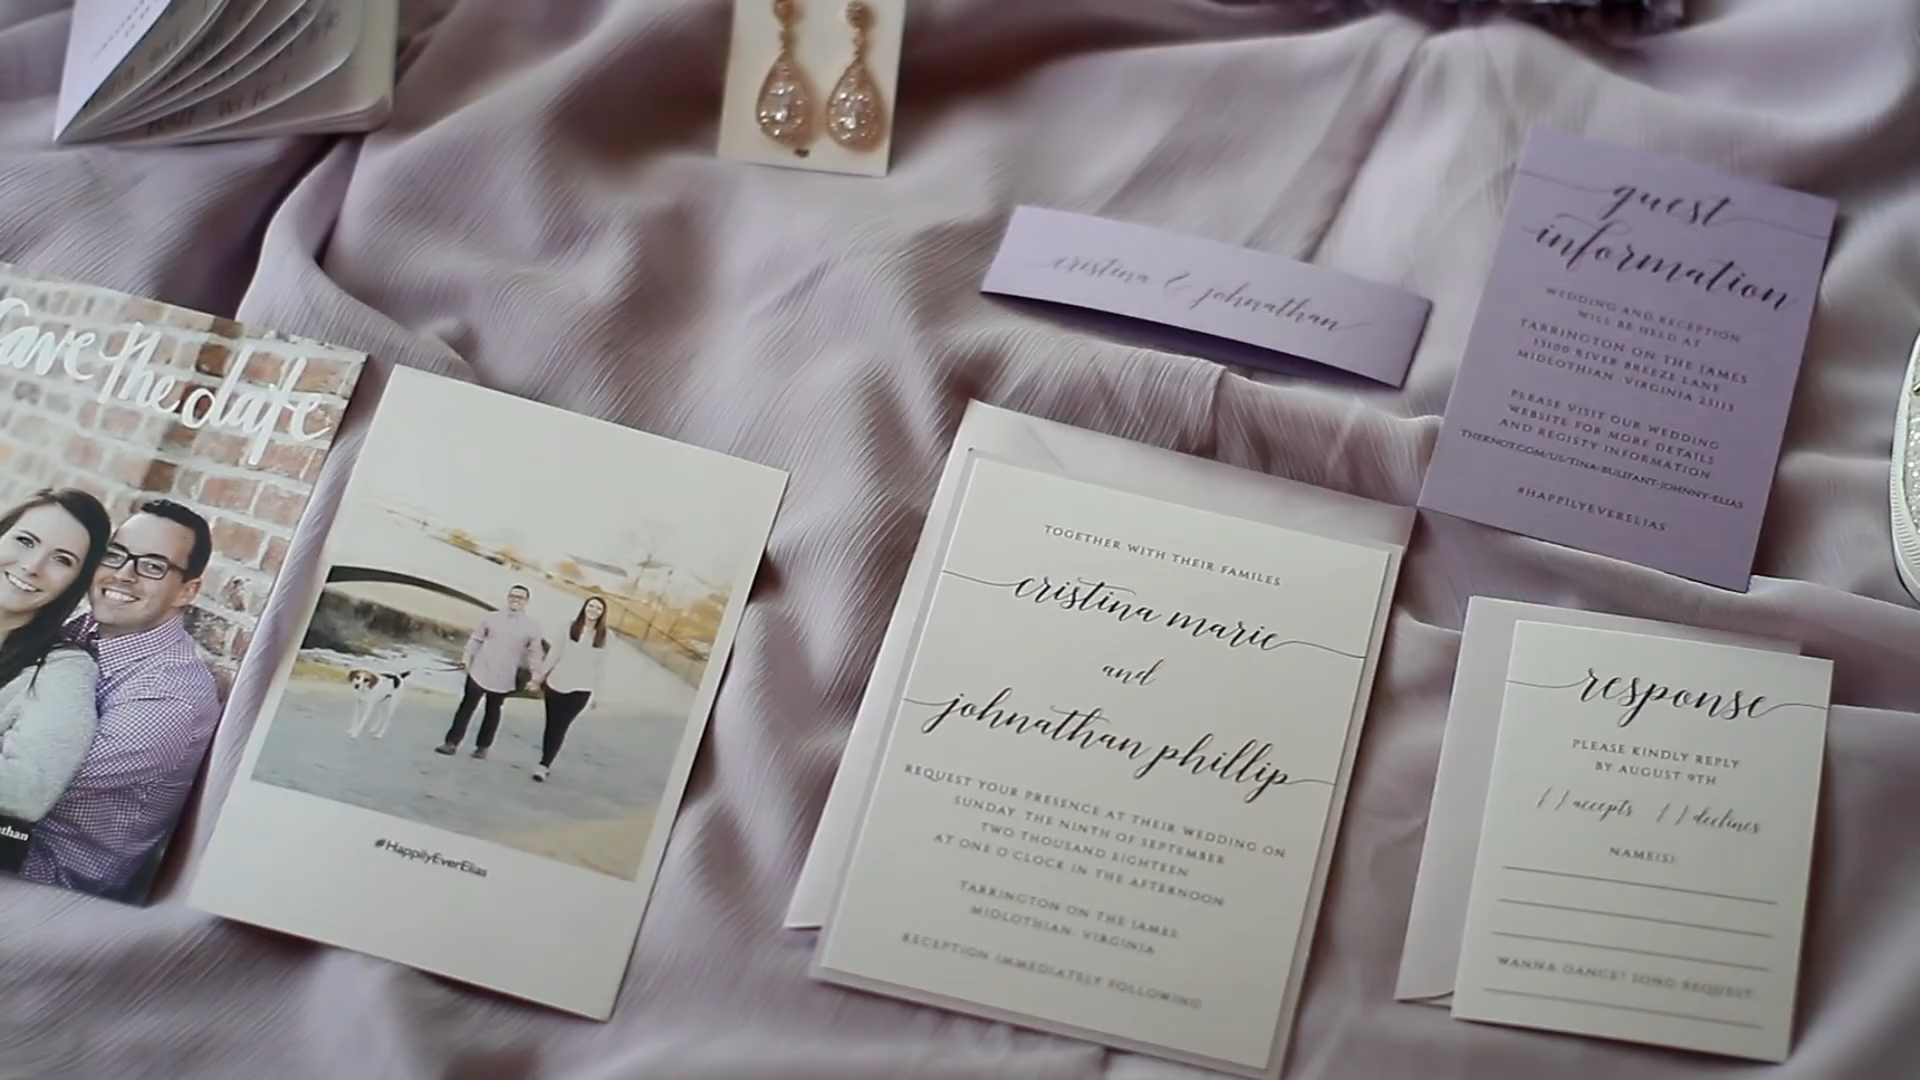 save the date
#HappilyEverElias
cristina & johnathan
TOGETHER WITH THEIR FAMILES
cristina marie
and
johnathan phillip
REQUEST YOUR PRESENCE AT THEIR WEDDING ON
SUNDAY THE NINTH OF SEPTEMBER
TWO THOUSAND EIGHTEEN
AT ONE O CLOCK IN THE AFTERNOON
TARRINGTON ON THE JAMES
MIDLOTHIAN, VIRGINIA
RECEPTION IMMEDIATELY FOLLOWING
guest
information
WEDDING AND RECEPTION
WILL BE HELD AT
TARRINGTON ON THE JAMES
13100 RIVER BREEZE LANE
MIDLOTHIAN, VIRGINIA 23113
PLEASE VISIT OUR WEDDING
WEBSITE FOR MORE DETAILS
AND REGISTY INFORMATION
THEKNOT.COM/US/TINA-BULIFANT-JOHNNY-ELIAS
#HAPPILYEVERELIAS
response
PLEASE KINDLY REPLY
BY AUGUST 9TH
[ ] accepts [ ] declines
NAME(S):
WANNA DANCE? SONG REQUEST: